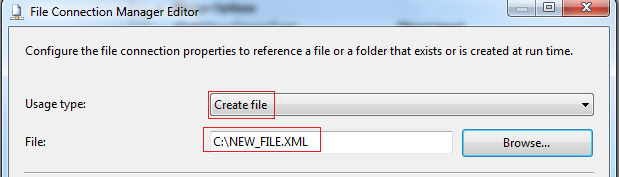 File Connection Manager Editor
Configure the file connection properties to reference a file or a folder that exists or is created at run time.
Usage type:
Create file
File:
C:\NEW_FILE.XML
Browse...